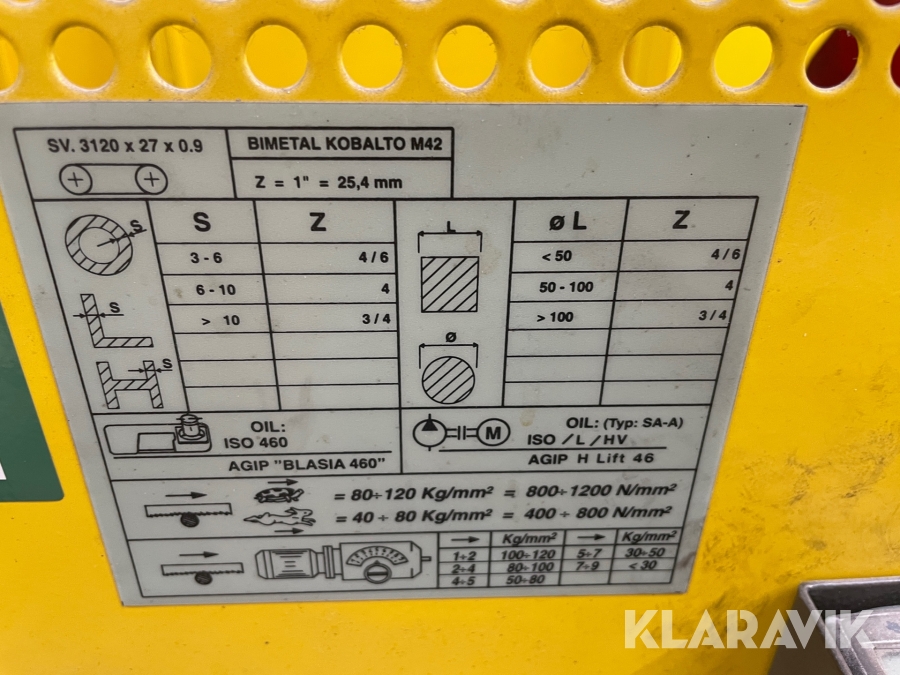 SV. 3120 x 27 x 0.9
BIMETAL KOBALTO M42
Z = 1" = 25,4 mm
S Z L ø L Z
S 3 - 6 4 / 6 < 50 4 / 6
6 - 10 4 50 - 100 4
S > 10 3 / 4 > 100 3 / 4
S ø
OIL:
ISO 460
AGIP "BLASIA 460"
OIL: (Typ: SA-A)
M ISO / L / HV
AGIP H Lift 46
= 80÷120 Kg/mm² = 800÷1200 N/mm²
= 40 ÷ 80 Kg/mm² = 400 ÷ 800 N/mm²
Kg/mm² Kg/mm²
1÷2 100÷120 5÷7 30÷50
2÷4 80÷100 7÷9 < 30
4÷5 50÷80
KLARAVIK